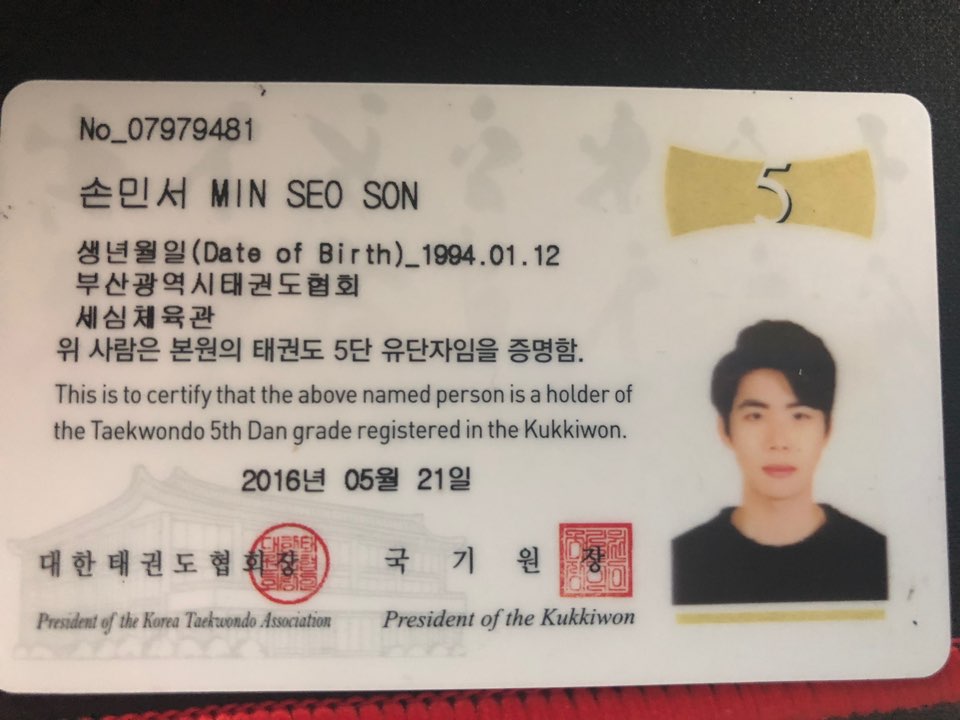 No_07979481
5
손민서 MIN SEO SON
생년월일(Date of Birth)_1994.01.12
부산광역시태권도협회
세심체육관
위 사람은 본원의 태권도 5단 유단자임을 증명함.
This is to certify that the above named person is a holder of
the Taekwondo 5th Dan grade registered in the Kukkiwon.
2016년 05월 21일
대한태권도협회장 국기원장
President of the Korea Taekwondo Association President of the Kukkiwon